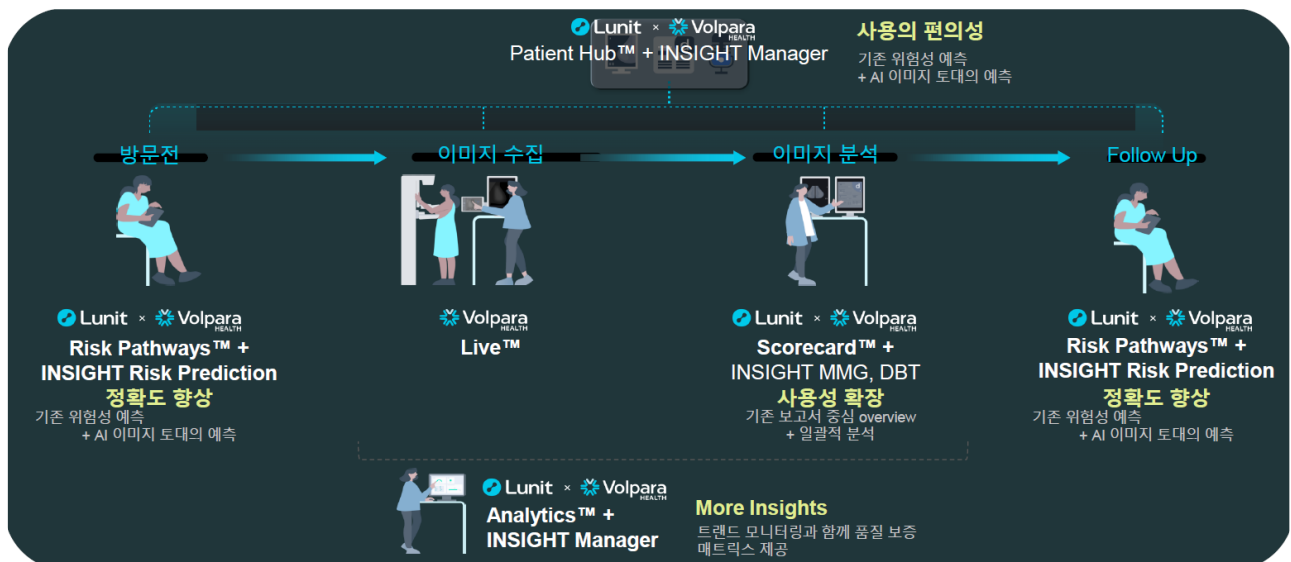 Lunit × Volpara HEALTH
Patient Hub™ + INSIGHT Manager
사용의 편의성
기존 위험성 예측
+ AI 이미지 토대의 예측
방문전
이미지 수집
이미지 분석
Follow Up
Lunit × Volpara HEALTH
Risk Pathways™ +
INSIGHT Risk Prediction
정확도 향상
기존 위험성 예측
+ AI 이미지 토대의 예측
Volpara HEALTH
Live™
Lunit × Volpara HEALTH
Scorecard™ +
INSIGHT MMG, DBT
사용성 확장
기존 보고서 중심 overview
+ 일괄적 분석
Lunit × Volpara HEALTH
Risk Pathways™ +
INSIGHT Risk Prediction
정확도 향상
기존 위험성 예측
+ AI 이미지 토대의 예측
Lunit × Volpara HEALTH
Analytics™ +
INSIGHT Manager
More Insights
트랜드 모니터링과 함께 품질 보증
매트릭스 제공